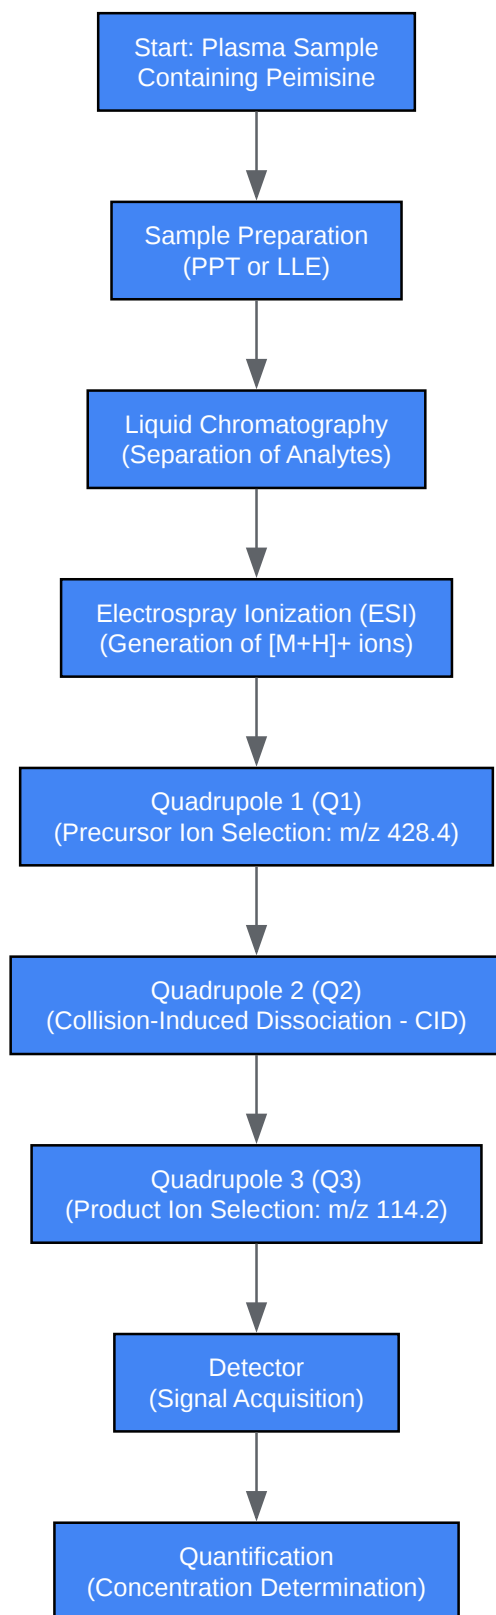 Start: Plasma Sample
Containing Peimisine
Sample Preparation
(PPT or LLE)
Liquid Chromatography
(Separation of Analytes)
Electrospray Ionization (ESI)
(Generation of [M+H]+ ions)
Quadrupole 1 (Q1)
(Precursor Ion Selection: m/z 428.4)
Quadrupole 2 (Q2)
(Collision-Induced Dissociation - CID)
Quadrupole 3 (Q3)
(Product Ion Selection: m/z 114.2)
Detector
(Signal Acquisition)
Quantification
(Concentration Determination)